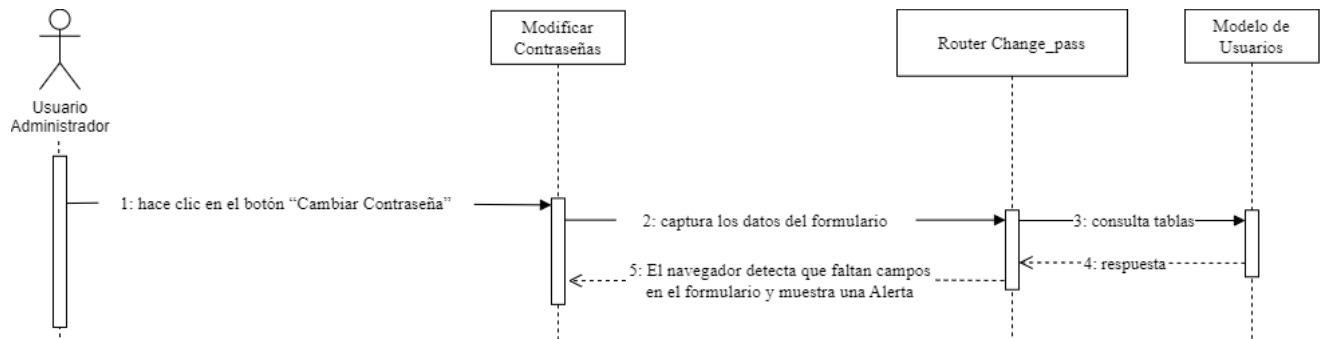 Modificar
Contraseñas
Router Change_pass
Modelo de
Usuarios
Usuario
Administrador
1: hace clic en el botón “Cambiar Contraseña”
2: captura los datos del formulario
3: consulta tablas
4: respuesta
5: El navegador detecta que faltan campos
en el formulario y muestra una Alerta